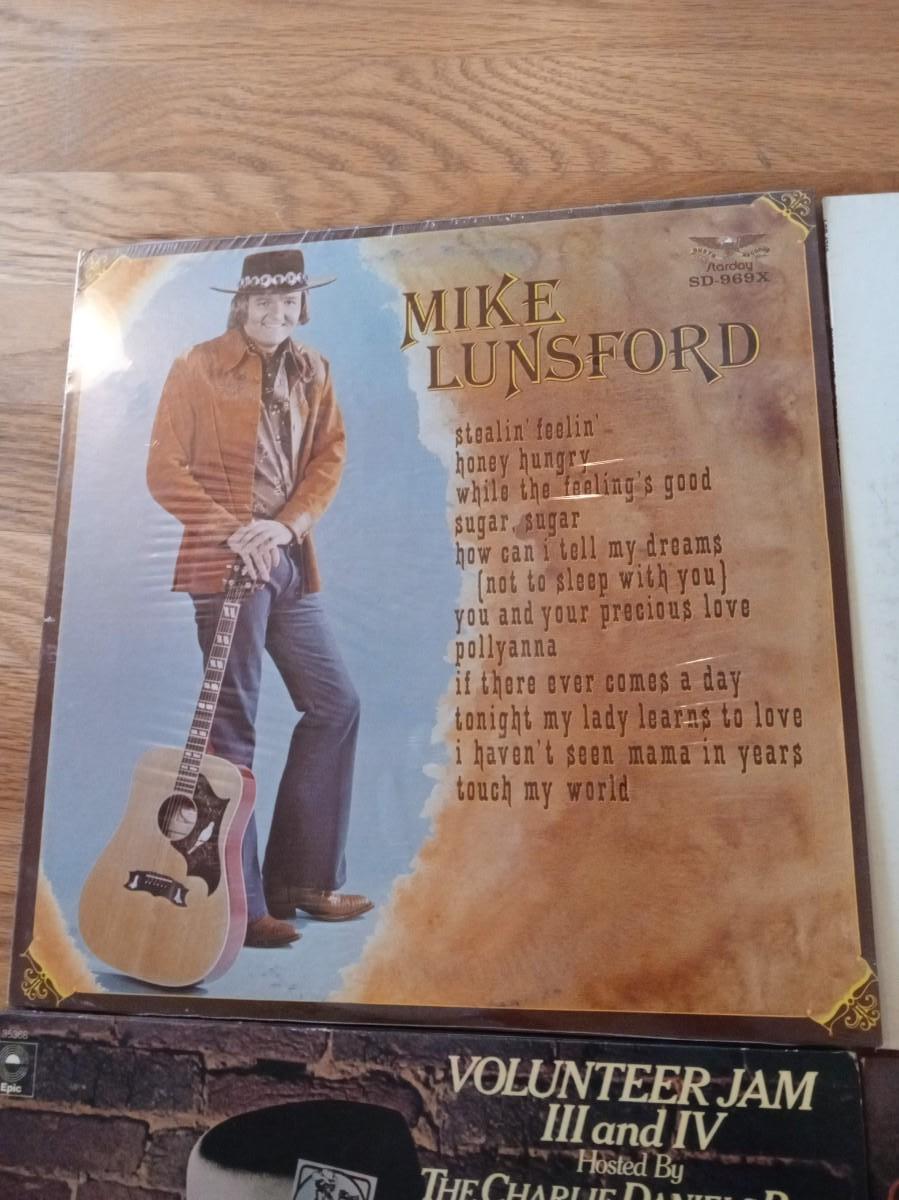 Starday
SD-969X
MIKE
LUNSFORD
stealin' feelin'
honey hungry
while the feeling's good
sugar, sugar
how can i tell my dreams
(not to sleep with you)
you and your precious love
pollyanna
if there ever comes a day
tonight my lady learns to love
i haven't seen mama in years
touch my world
Epic
VOLUNTEER JAM
III and IV
Hosted By
THE CHARLIE DANIELS